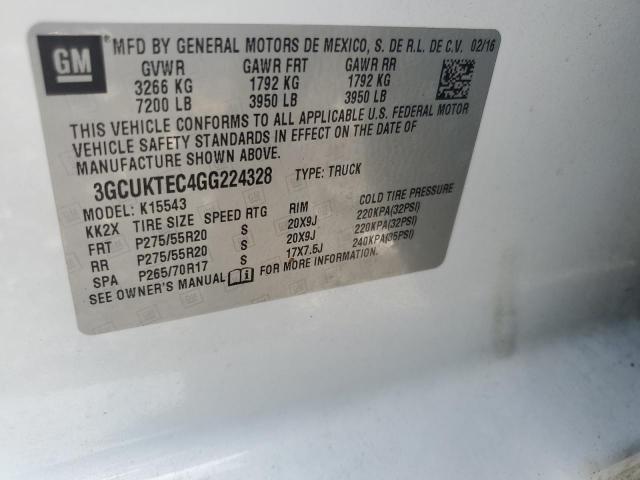 GM
®MFD BY GENERAL MOTORS DE MEXICO, S. DE R.L. DE C.V. 02/16
GVWR GAWR FRT GAWR RR
3266 KG 1792 KG 1792 KG
7200 LB 3950 LB 3950 LB
THIS VEHICLE CONFORMS TO ALL APPLICABLE U.S. FEDERAL MOTOR
VEHICLE SAFETY STANDARDS IN EFFECT ON THE DATE OF
MANUFACTURE SHOWN ABOVE.
3GCUKTEC4GG224328 TYPE: TRUCK
MODEL: K15543
KK2X TIRE SIZE SPEED RTG RIM COLD TIRE PRESSURE
FRT P275/55R20 S 20X9J 220KPA(32PSI)
RR P275/55R20 S 20X9J 220KPA(32PSI)
SPA P265/70R17 S 17X7.5J 240KPA(35PSI)
SEE OWNER'S MANUAL FOR MORE INFORMATION.